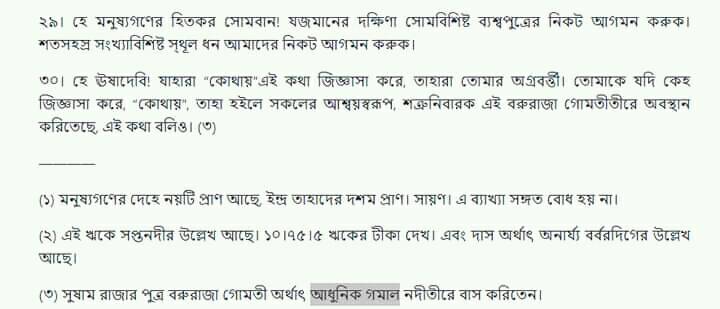 ২৯। হে মনুষ্যগণের হিতকর সোমবান! যজমানের দক্ষিণা সোমবিশিষ্ট ব্যশ্বপুত্রের নিকট আগমন করুক।
শতসহস্র সংখ্যাবিশিষ্ট স্থূল ধন আমাদের নিকট আগমন করুক।
৩০। হে ঊষাদেবি! যাহারা “কোথায়”এই কথা জিজ্ঞাসা করে, তাহারা তোমার অগ্রবর্ত্তী। তোমাকে যদি কেহ
জিজ্ঞাসা করে, “কোথায়”, তাহা হইলে সকলের আশ্বয়স্বরূপ, শত্রুনিবারক এই বরুরাজা গোমতীতীরে অবস্থান
করিতেছে, এই কথা বলিও। (৩)
————
(১) মনুষ্যগণের দেহে নয়টি প্রাণ আছে, ইন্দ্র তাহাদের দশম প্রাণ। সায়ণ। এ ব্যাখ্যা সঙ্গত বোধ হয় না।
(২) এই ঋকে সপ্তনদীর উল্লেখ আছে। ১০।৭৫।৫ ঋকের টীকা দেখ। এবং দাস অর্থাৎ অনার্য্য বর্বরদিগের উল্লেখ
আছে।
(৩) সুষাম রাজার পুত্র বরুরাজা গোমতী অর্থাৎ আধুনিক গমাল নদীতীরে বাস করিতেন।